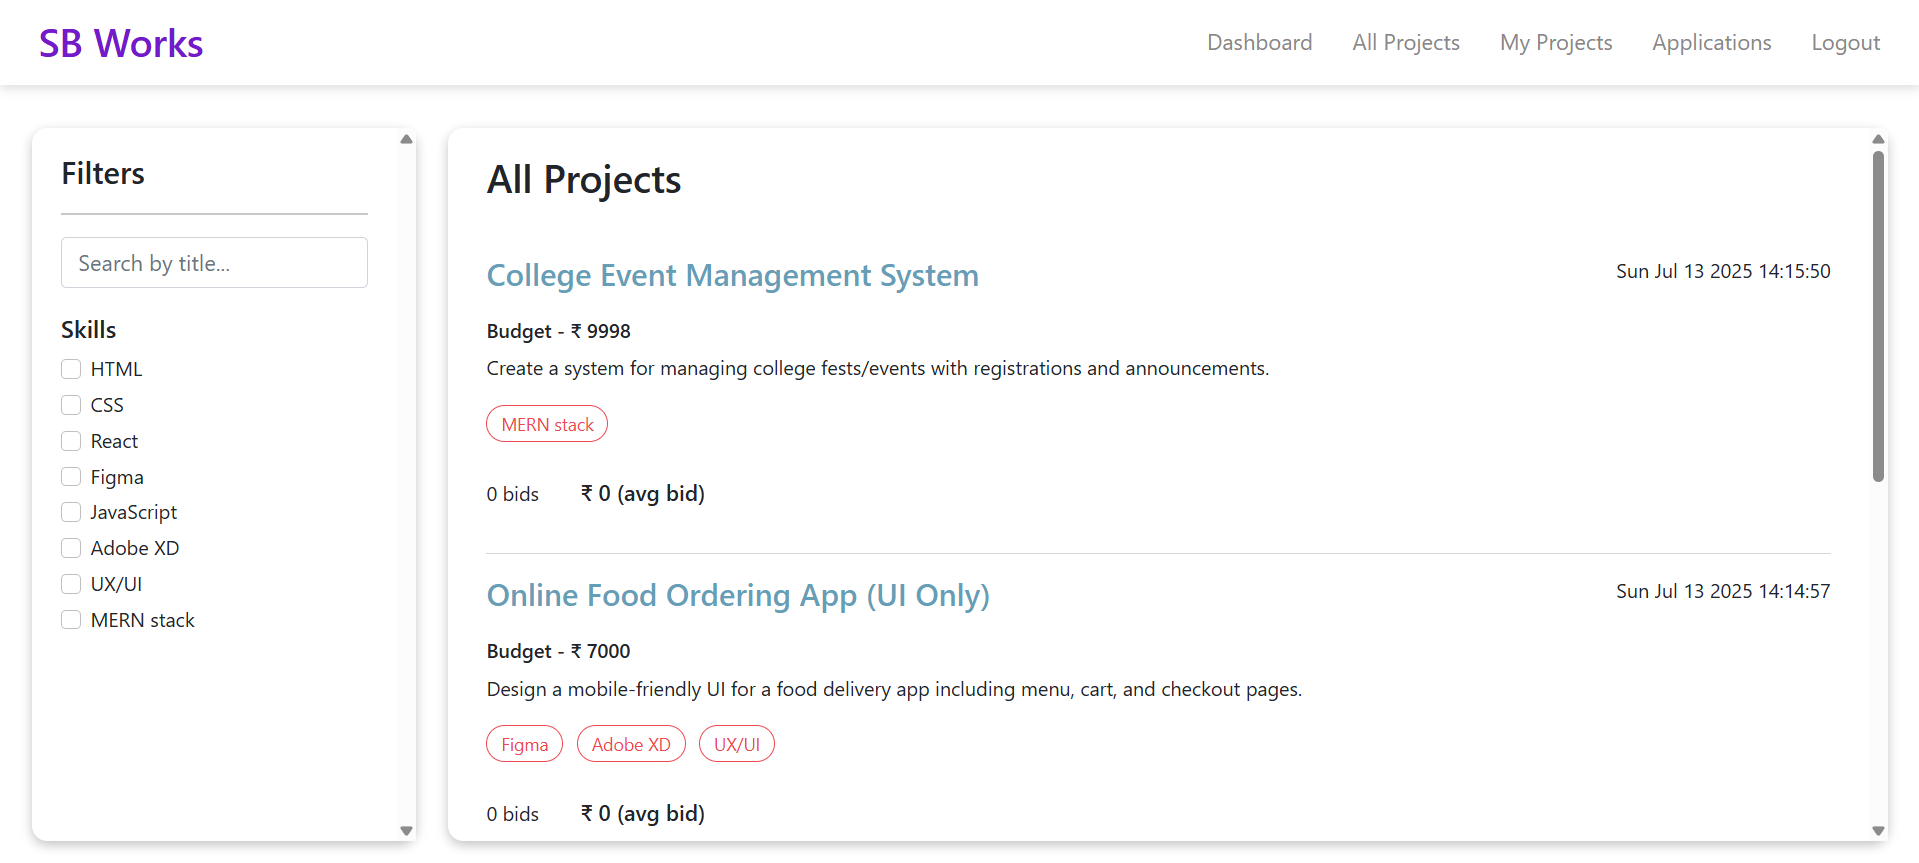 SB Works
Dashboard All Projects My Projects Applications Logout
Filters
Search by title...
Skills
HTML
CSS
React
Figma
JavaScript
Adobe XD
UX/UI
MERN stack
All Projects
College Event Management System Sun Jul 13 2025 14:15:50
Budget - ₹ 9998
Create a system for managing college fests/events with registrations and announcements.
MERN stack
0 bids ₹ 0 (avg bid)
Online Food Ordering App (UI Only) Sun Jul 13 2025 14:14:57
Budget - ₹ 7000
Design a mobile-friendly UI for a food delivery app including menu, cart, and checkout pages.
Figma Adobe XD UX/UI
0 bids ₹ 0 (avg bid)